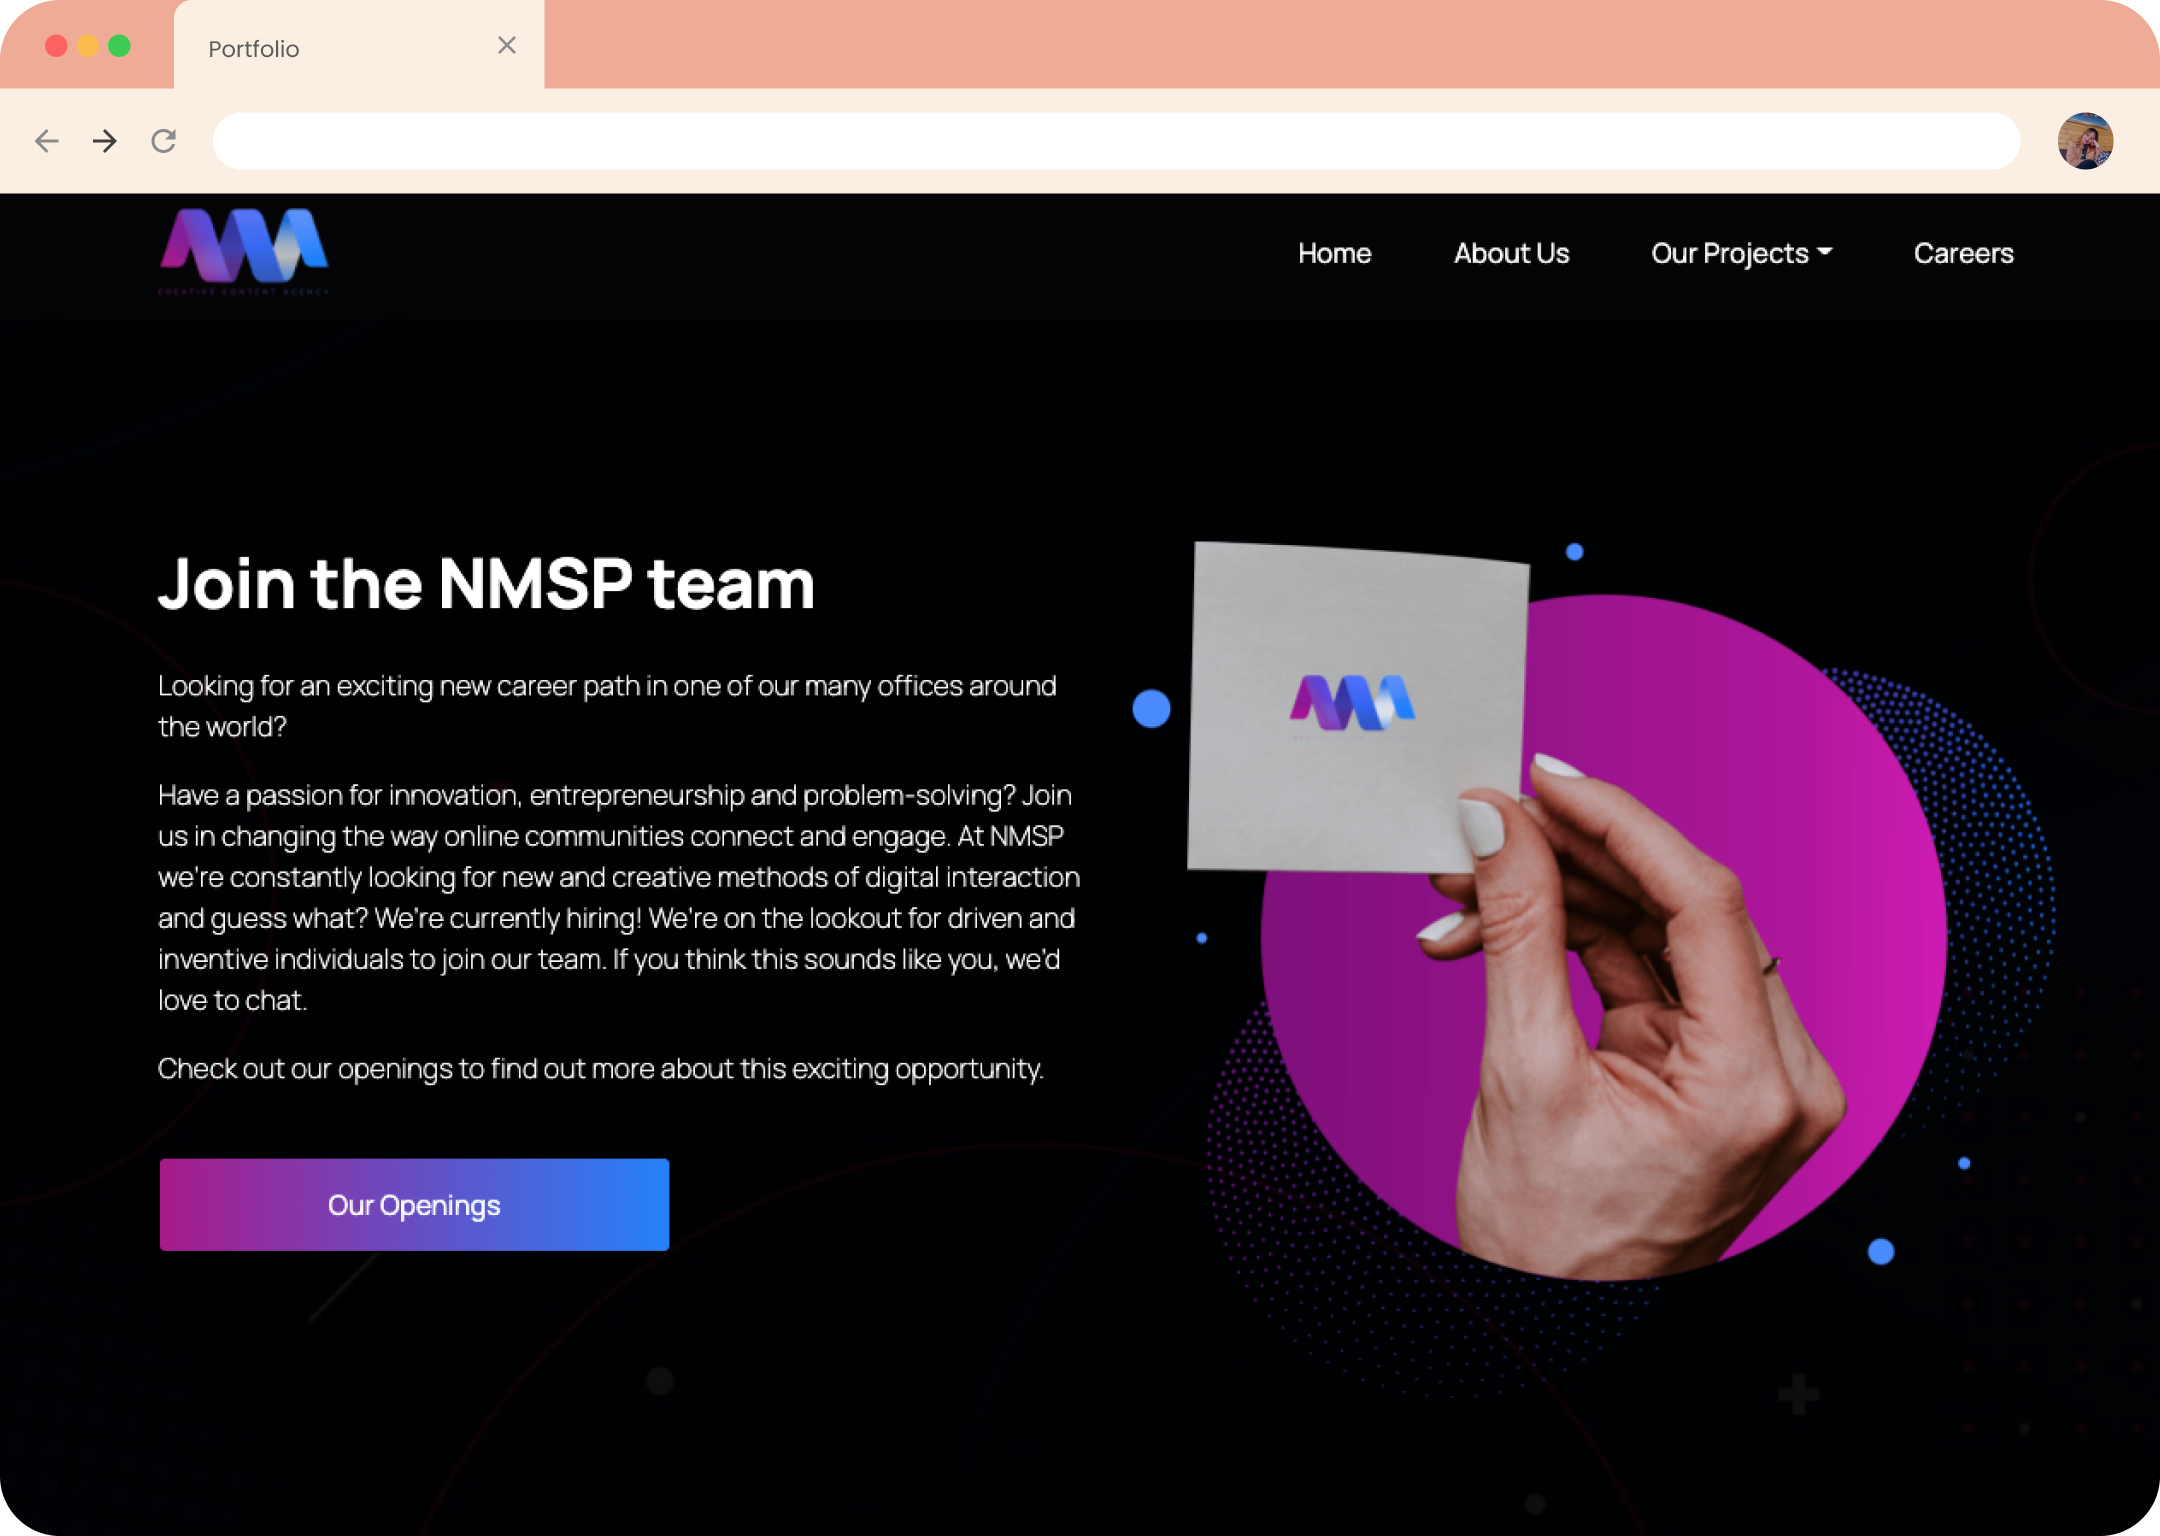 Portfolio
CREATIVE CONTENT AGENCY
Home
About Us
Our Projects
Careers
Join the NMSP team
Looking for an exciting new career path in one of our many offices around
the world?
Have a passion for innovation, entrepreneurship and problem-solving? Join
us in changing the way online communities connect and engage. At NMSP
we're constantly looking for new and creative methods of digital interaction
and guess what? We're currently hiring! We're on the lookout for driven and
inventive individuals to join our team. If you think this sounds like you, we'd
love to chat.
Check out our openings to find out more about this exciting opportunity.
Our Openings